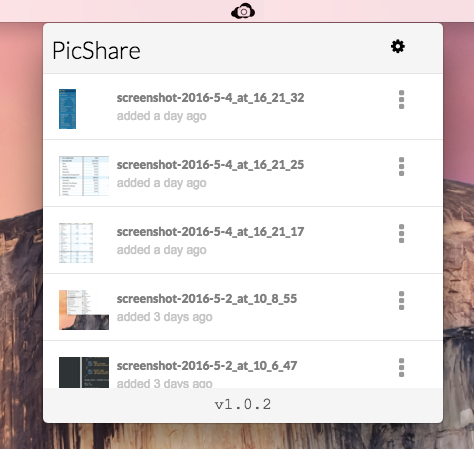 PicShare
screenshot-2016-5-4_at_16_21_32
added a day ago
screenshot-2016-5-4_at_16_21_25
added a day ago
screenshot-2016-5-4_at_16_21_17
added a day ago
screenshot-2016-5-2_at_10_8_55
added 3 days ago
screenshot-2016-5-2_at_10_6_47
added 3 days ago
v1.0.2